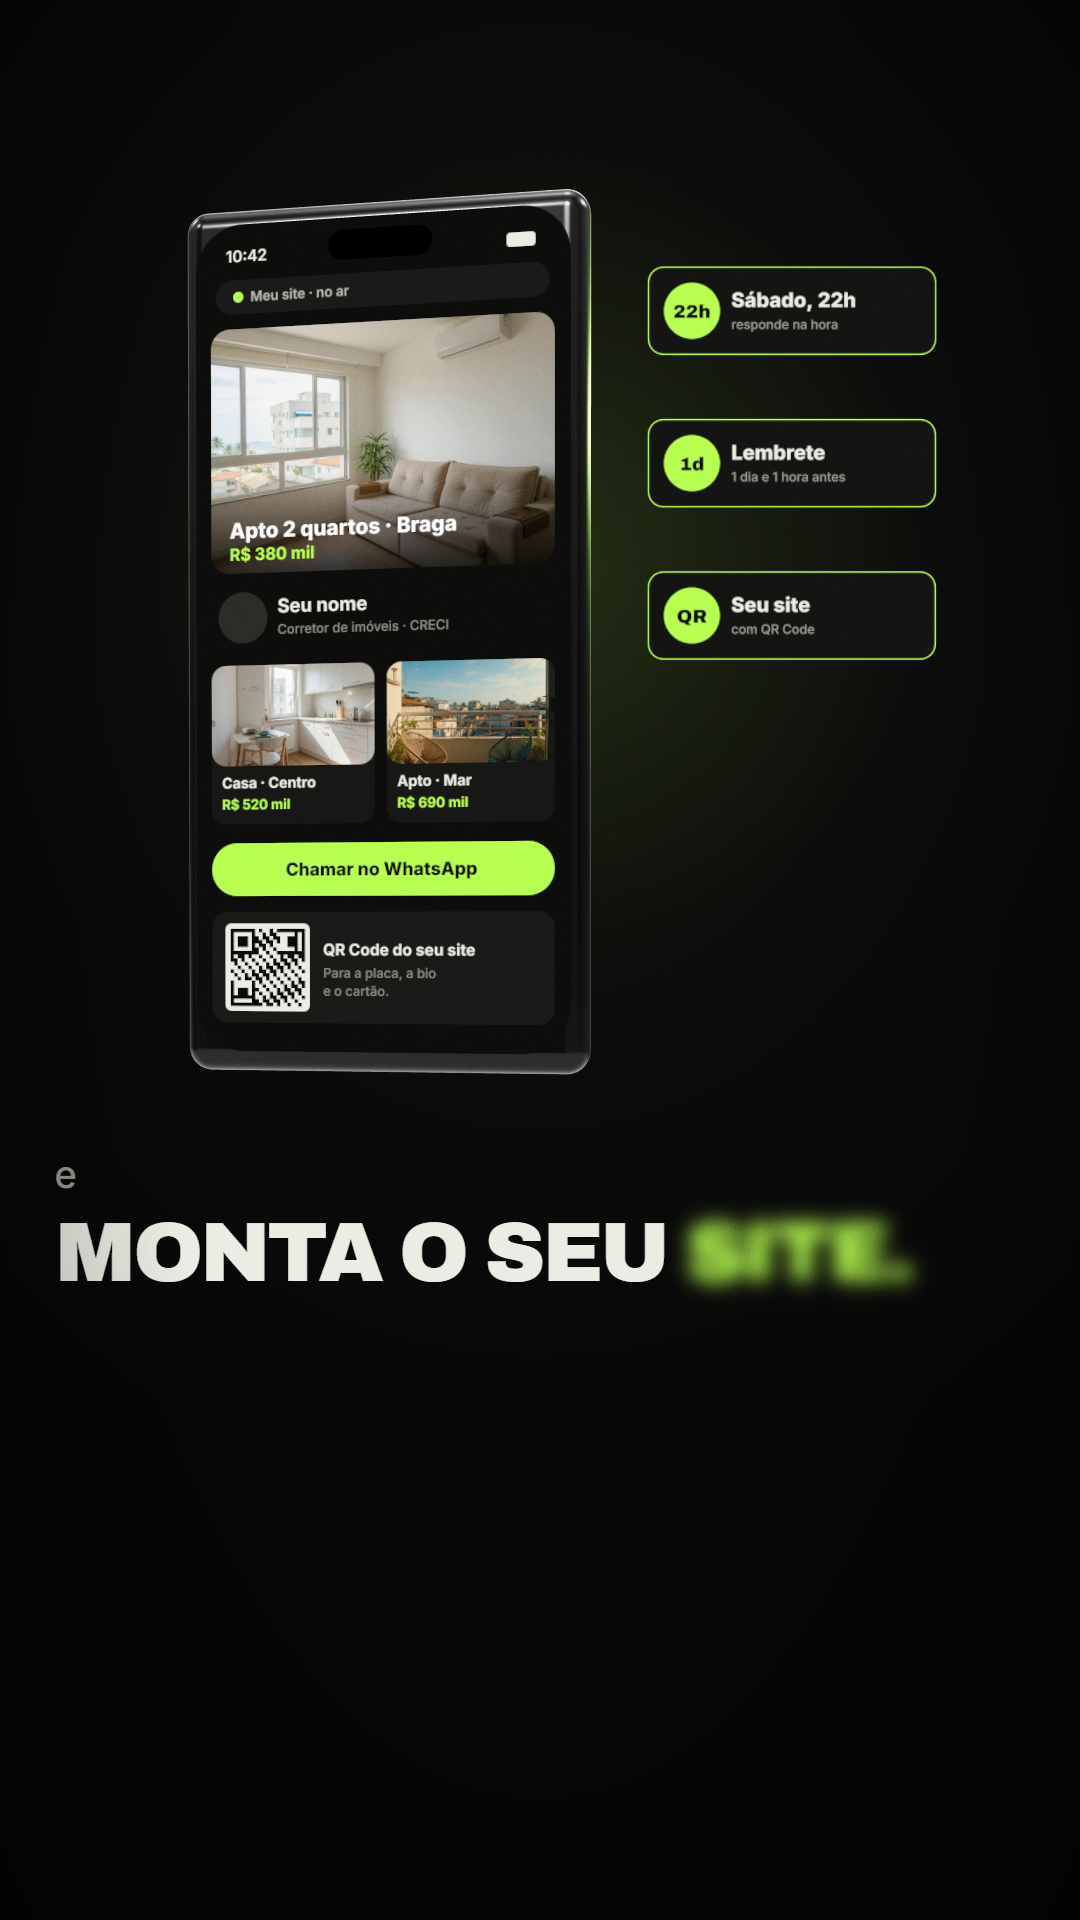 10:42
Meu site · no ar
Apto 2 quartos · Braga
R$ 380 mil
Seu nome
Corretor de imóveis · CRECI
Casa · Centro
R$ 520 mil
Apto · Mar
R$ 690 mil
Chamar no WhatsApp
QR Code do seu site
Para a placa, a bio
e o cartão.
22h
Sábado, 22h
responde na hora
1d
Lembrete
1 dia e 1 hora antes
QR
Seu site
com QR Code
e
MONTA O SEU SITE.